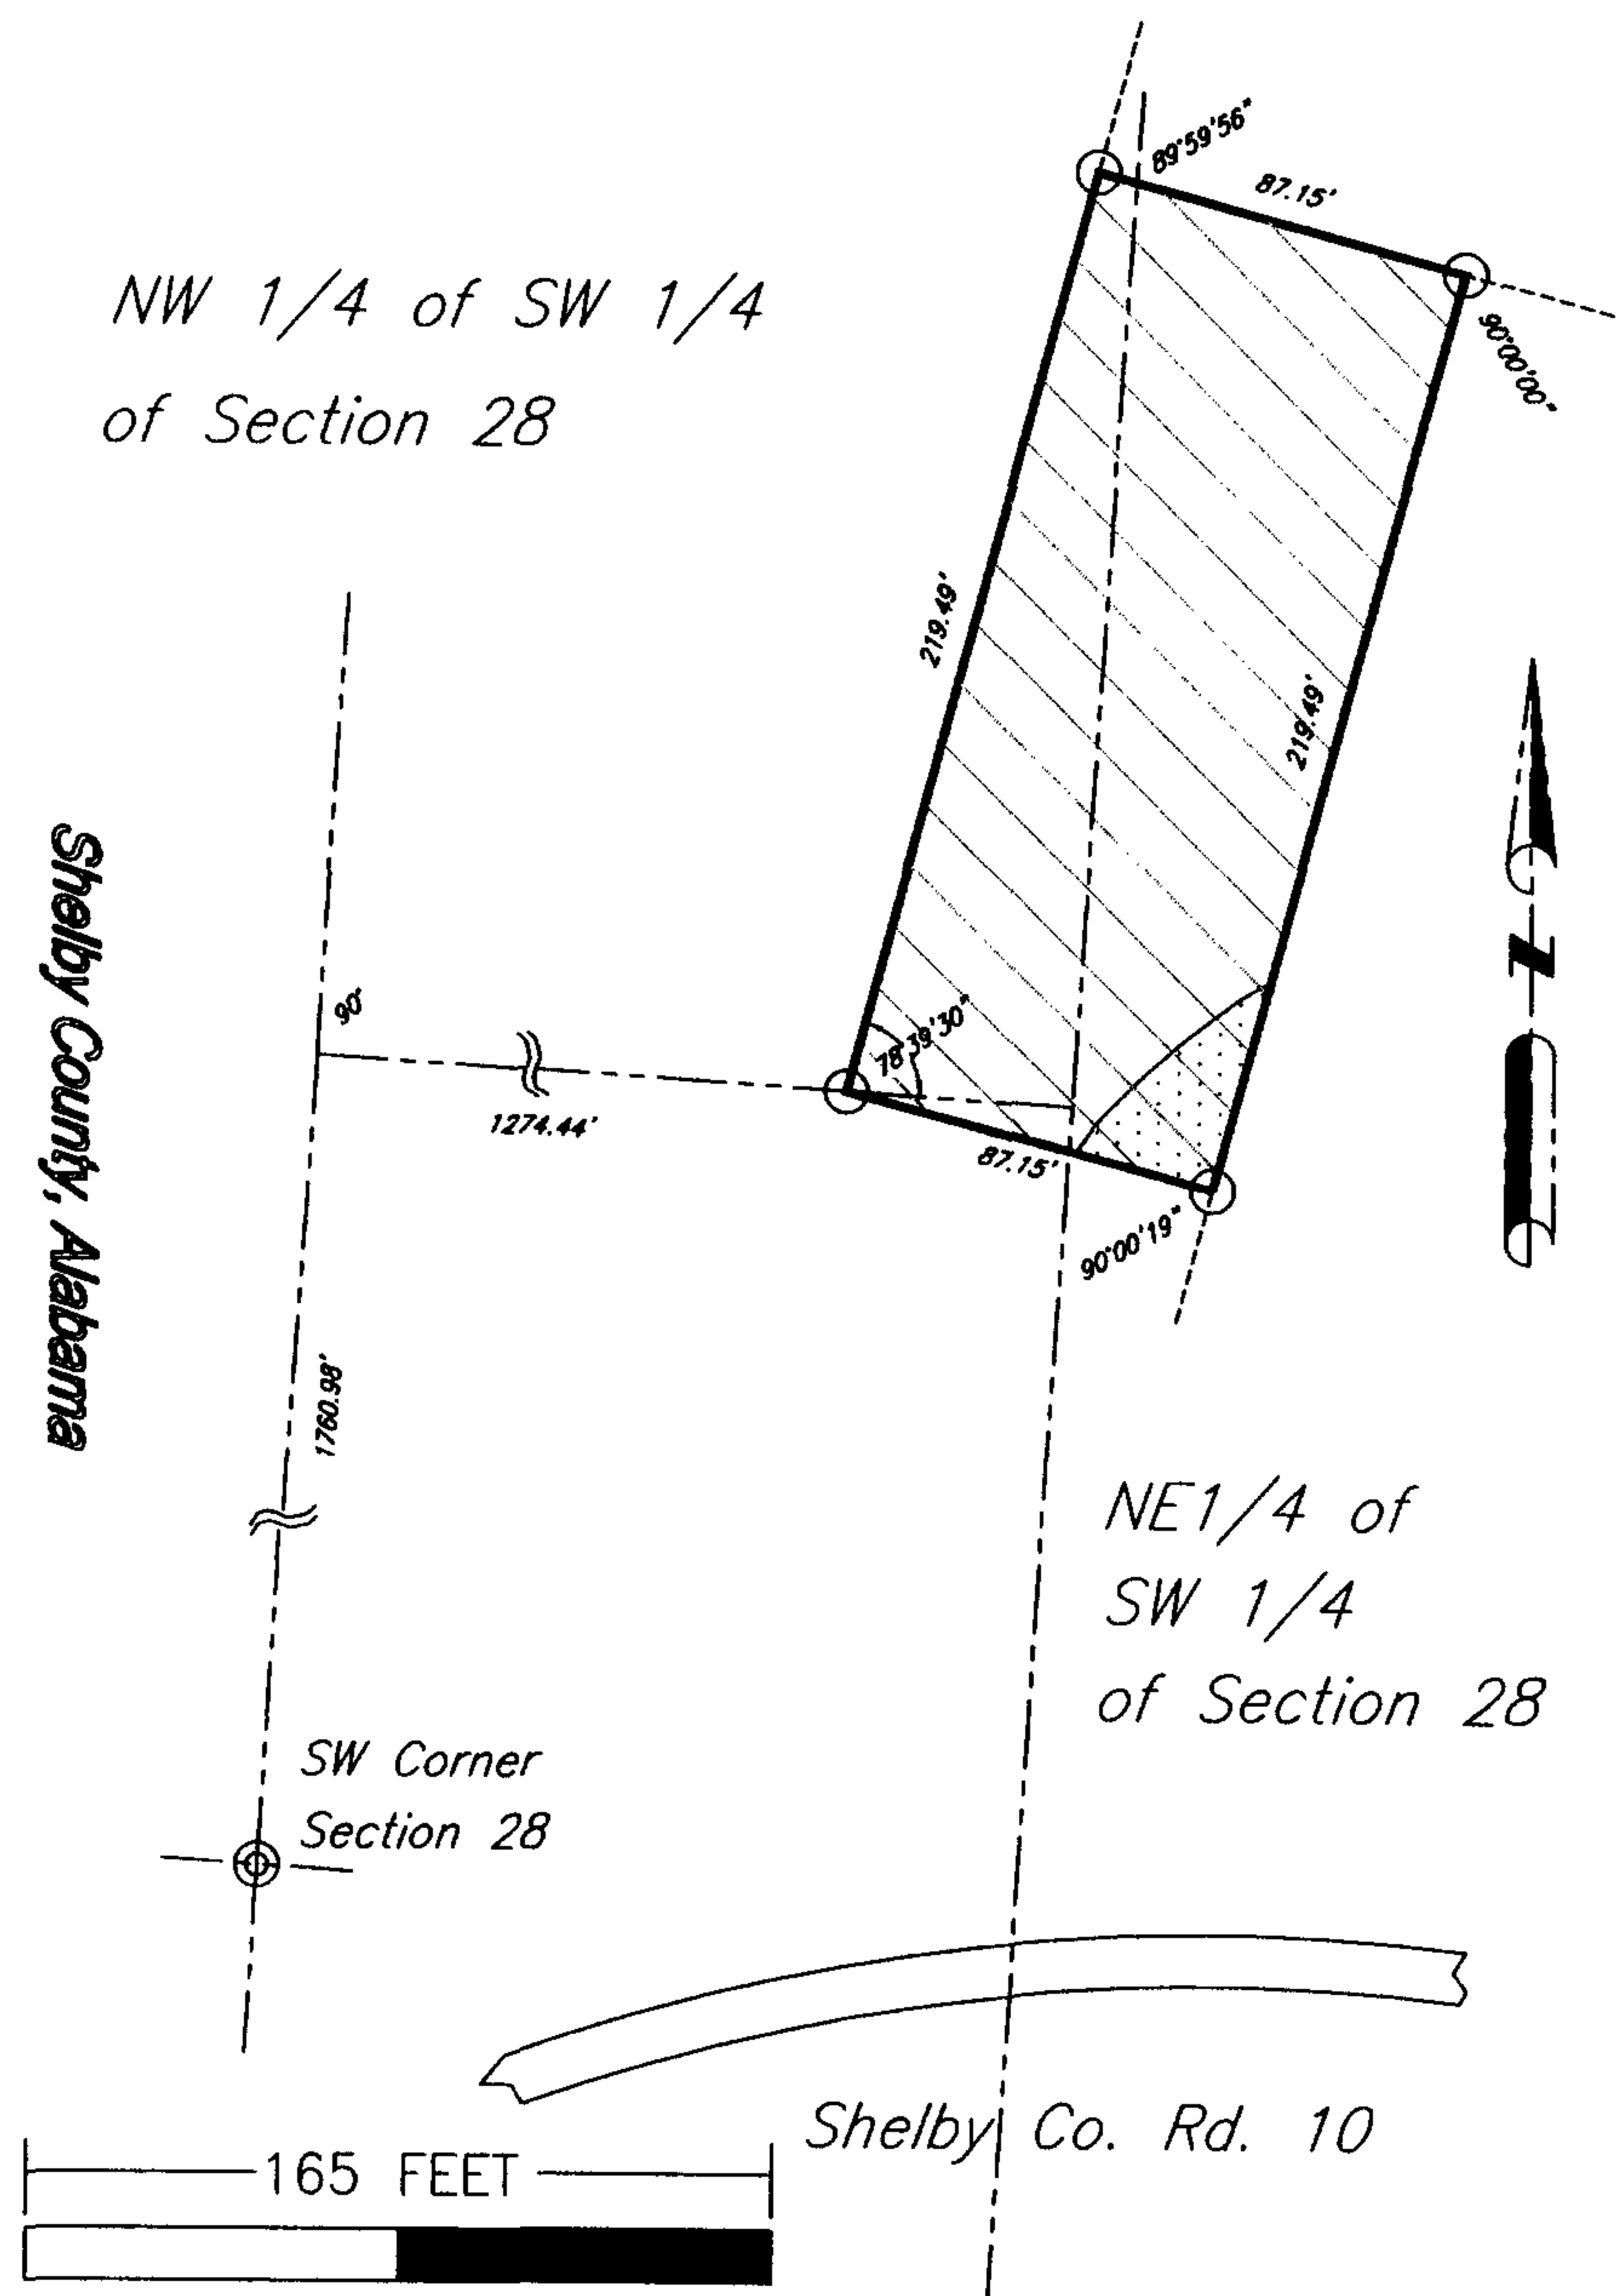 89°59'56"
87.15'
NW 1/4 of SW 1/4
of Section 28
90°00'00"
219.49'
219.49'
Shelby County, Alabama
N
90°
78°39'30"
1274.44'
87.15'
90°00'19"
1760.98'
NE1/4 of
SW 1/4
of Section 28
SW Corner
Section 28
Shelby Co. Rd. 10
165 FEET